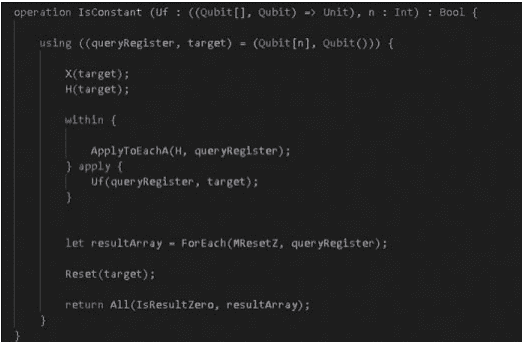 operation IsConstant (Uf : ((Qubit[], Qubit) => Unit), n : Int) : Bool {
using ((queryRegister, target) = (Qubit[n], Qubit())) {
X(target);
H(target);
within {
ApplyToEachA(H, queryRegister);
} apply {
Uf(queryRegister, target);
}
let resultArray = ForEach(MResetZ, queryRegister);
Reset(target);
return All(IsResultZero, resultArray);
}
}